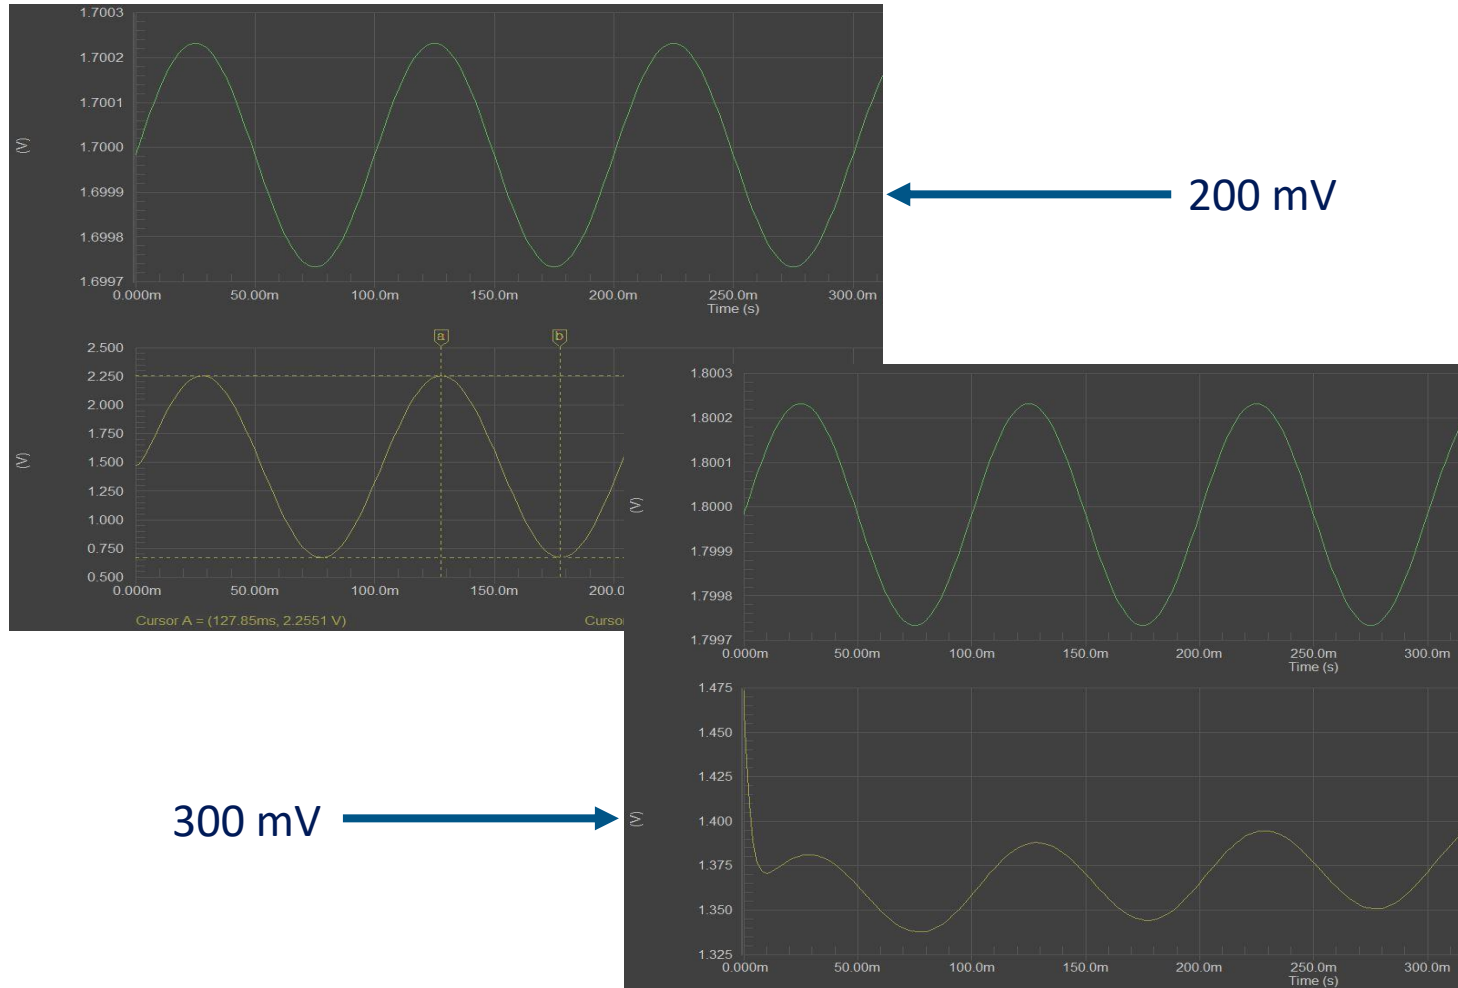 1.7003
1.7002
1.7001
1.7000
1.6999
1.6998
1.6997
(V)
0.000m 50.00m 100.0m 150.0m 200.0m 250.0m 300.0m
Time (s)
200 mV
a b
2.500
2.250
2.000
1.750
1.500
1.250
1.000
0.750
0.500
(V)
0.000m 50.00m 100.0m 150.0m 200.0
Cursor A = (127.85ms, 2.2551 V) Curso
1.8003
1.8002
1.8001
1.8000
1.7999
1.7998
1.7997
(V)
0.000m 50.00m 100.0m 150.0m 200.0m 250.0m 300.0m
Time (s)
300 mV
1.475
1.450
1.425
1.400
1.375
1.350
1.325
(V)
0.000m 50.00m 100.0m 150.0m 200.0m 250.0m 300.0m
Time (s)